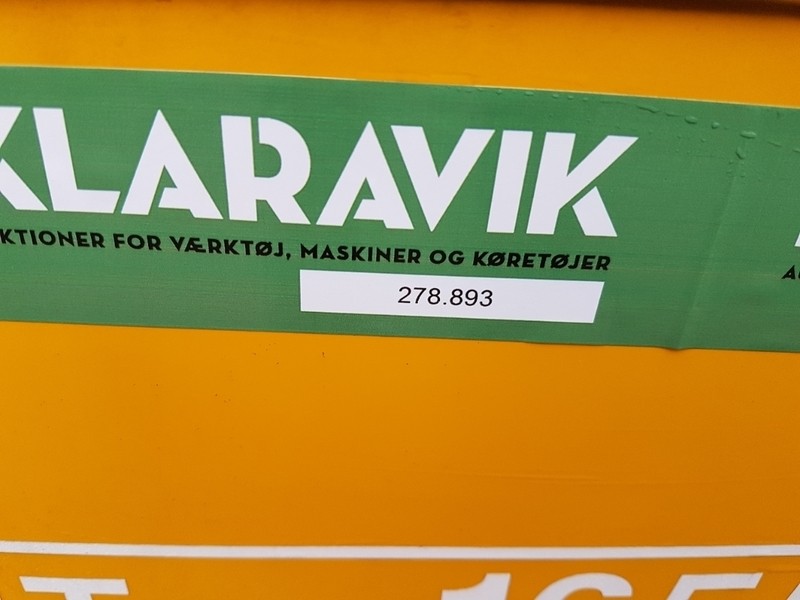 KLARAVIK
KTIONER FOR VÆRKTØJ, MASKINER OG KØRETØJER
278.893